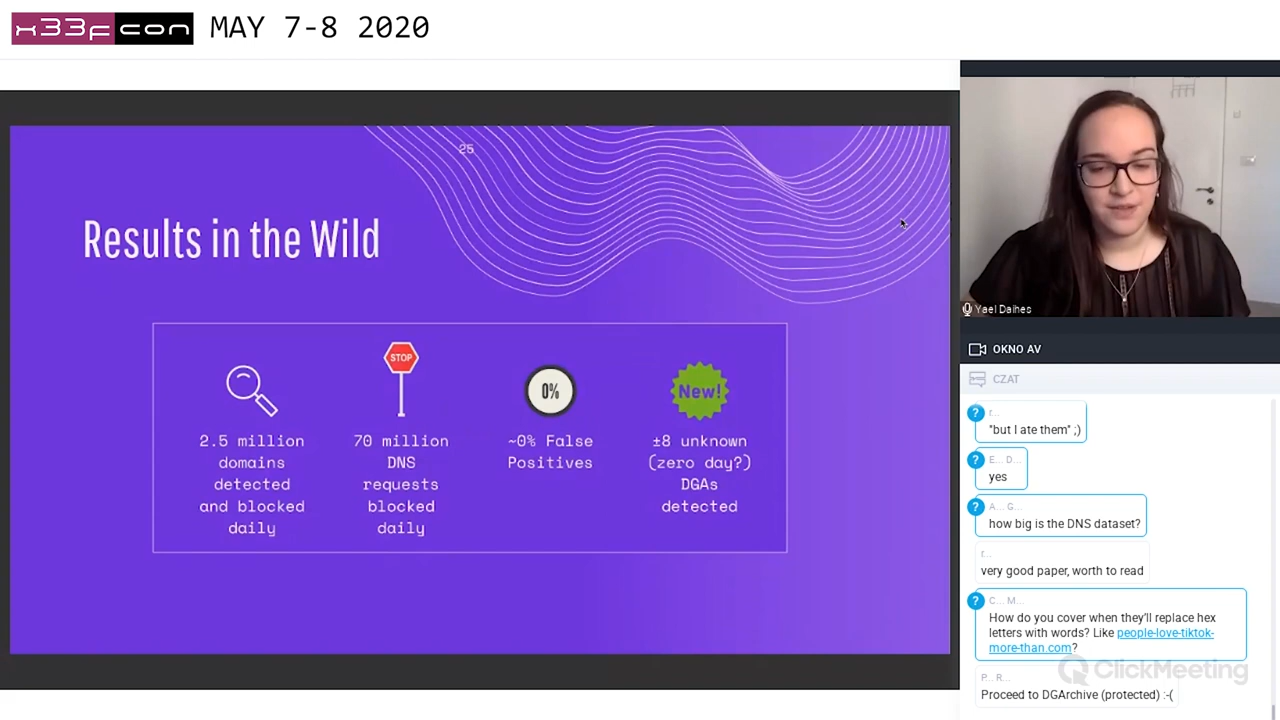 x33fcon MAY 7-8 2020
25
Results in the Wild
STOP
0%
New!
2.5 million
domains
detected
and blocked
daily
70 million
DNS
requests
blocked
daily
~0% False
Positives
±8 unknown
(zero day?)
DGAs
detected
Yael Daihes
OKNO AV
CZAT
? r...
"but I ate them" ;)
? E... D...
yes
? A... G...
how big is the DNS dataset?
r...
very good paper, worth to read
? C... M...
How do you cover when they'll replace hex
letters with words? Like people-love-tiktok-
more-than.com?
ClickMeeting
P... R...
Proceed to DGArchive (protected) :-(